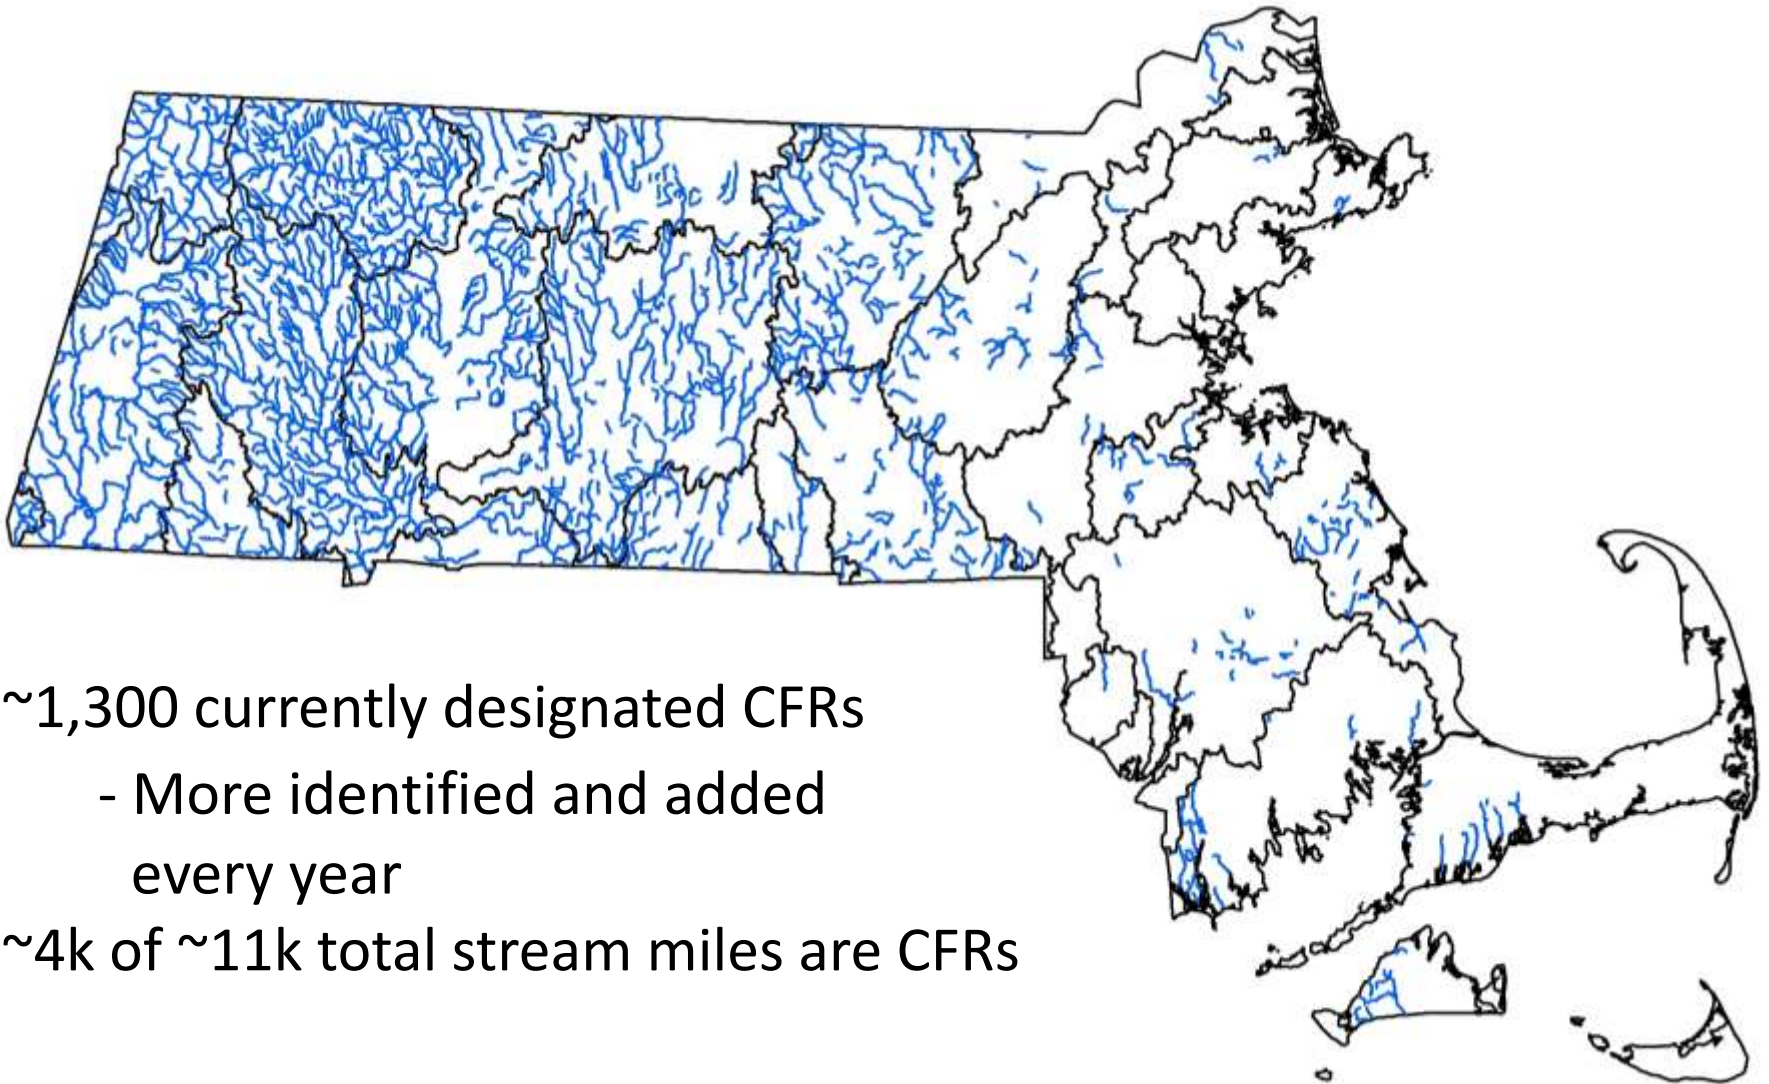 ~1,300 currently designated CFRs
- More identified and added
every year
~4k of ~11k total stream miles are CFRs